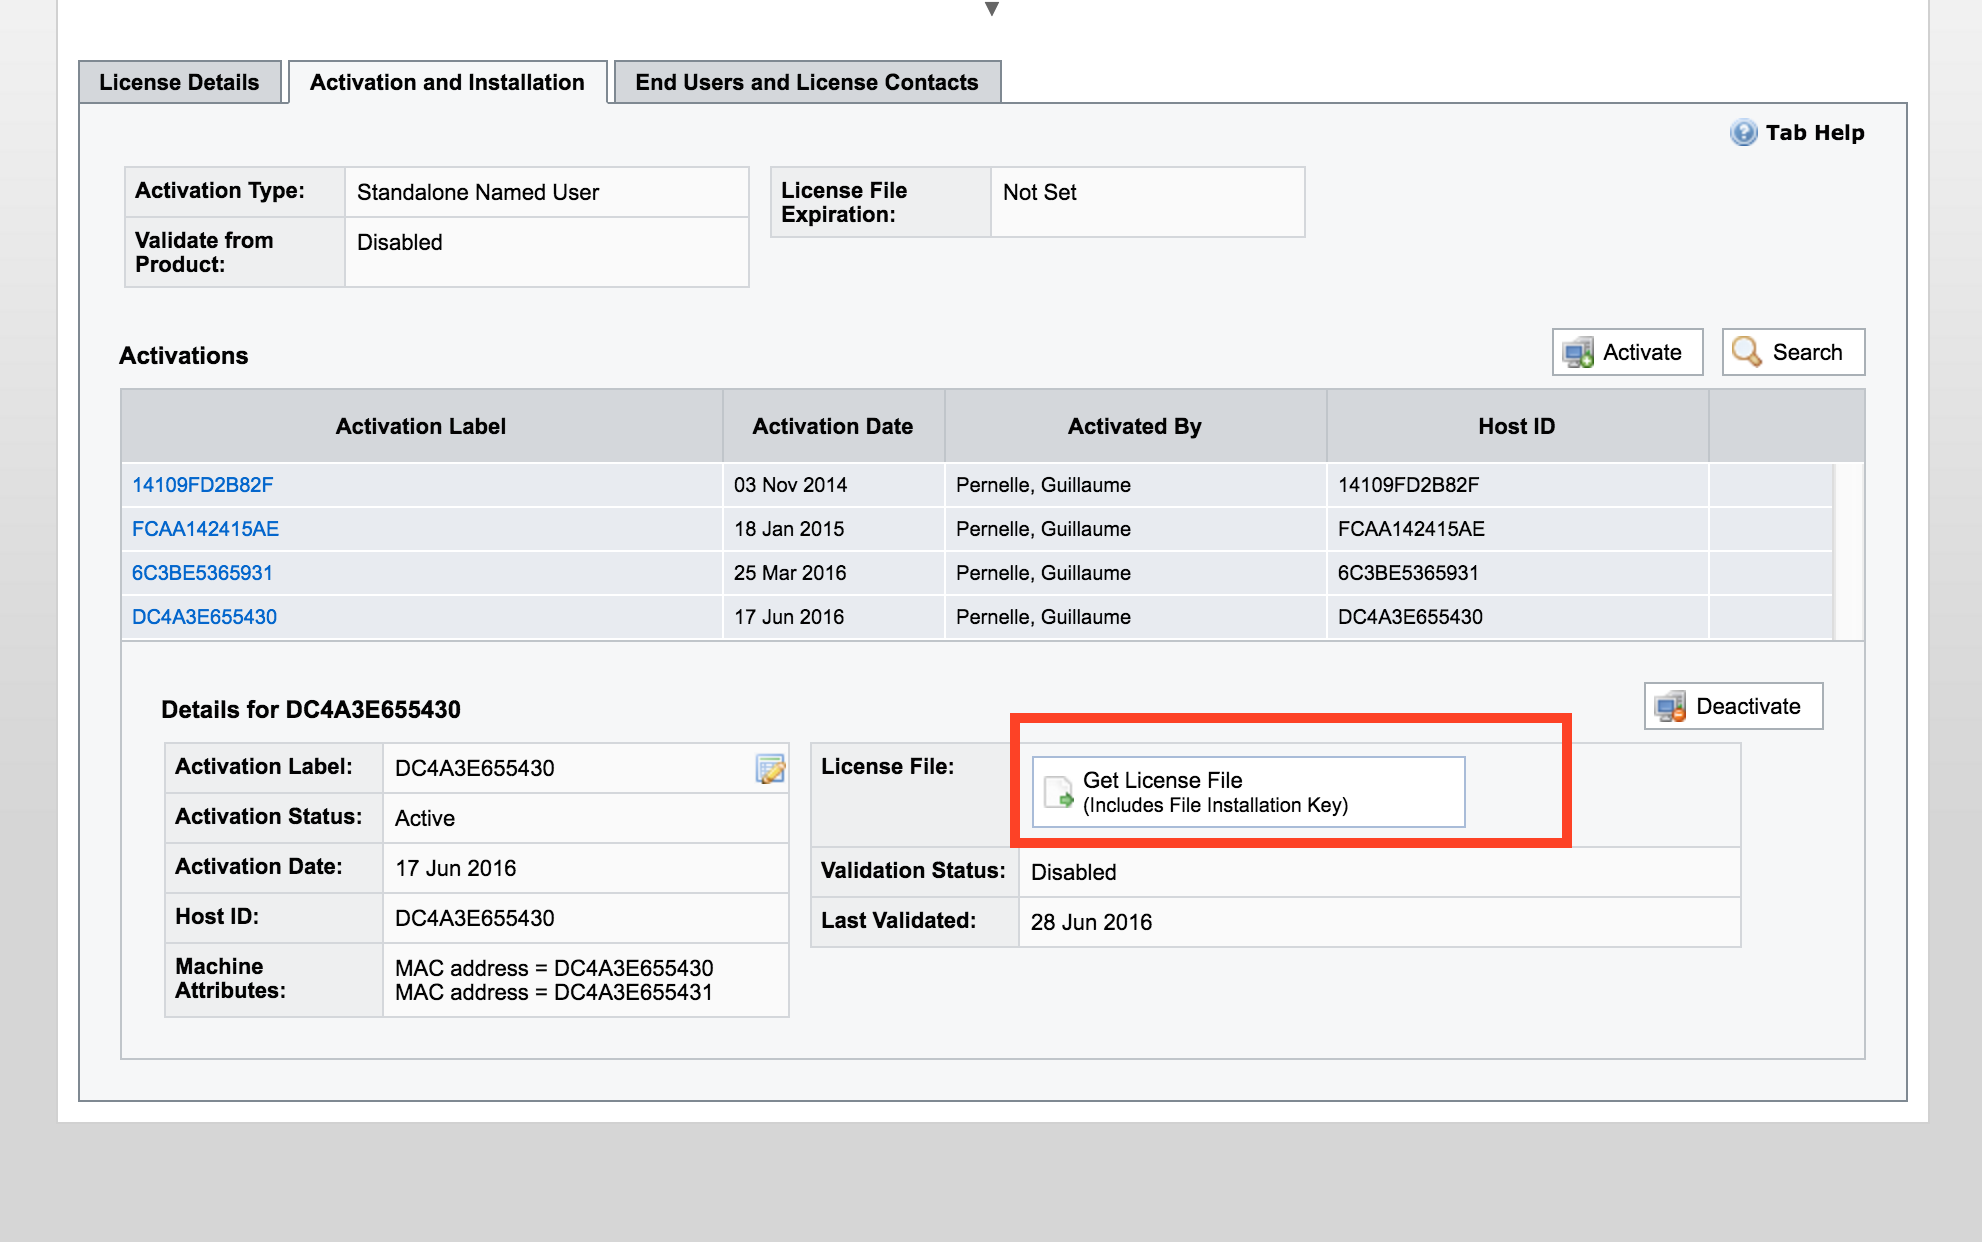 License Details
Activation and Installation
End Users and License Contacts
Tab Help
Activation Type:
Standalone Named User
Validate from
Product:
Disabled
License File
Expiration:
Not Set
Activations
Activate
Search
Activation Label
Activation Date
Activated By
Host ID
14109FD2B82F
03 Nov 2014
Pernelle, Guillaume
14109FD2B82F
FCAA142415AE
18 Jan 2015
Pernelle, Guillaume
FCAA142415AE
6C3BE5365931
25 Mar 2016
Pernelle, Guillaume
6C3BE5365931
DC4A3E655430
17 Jun 2016
Pernelle, Guillaume
DC4A3E655430
Details for DC4A3E655430
Deactivate
Activation Label:
DC4A3E655430
Activation Status:
Active
Activation Date:
17 Jun 2016
Host ID:
DC4A3E655430
Machine
Attributes:
MAC address = DC4A3E655430
MAC address = DC4A3E655431
License File:
Get License File
(Includes File Installation Key)
Validation Status:
Disabled
Last Validated:
28 Jun 2016